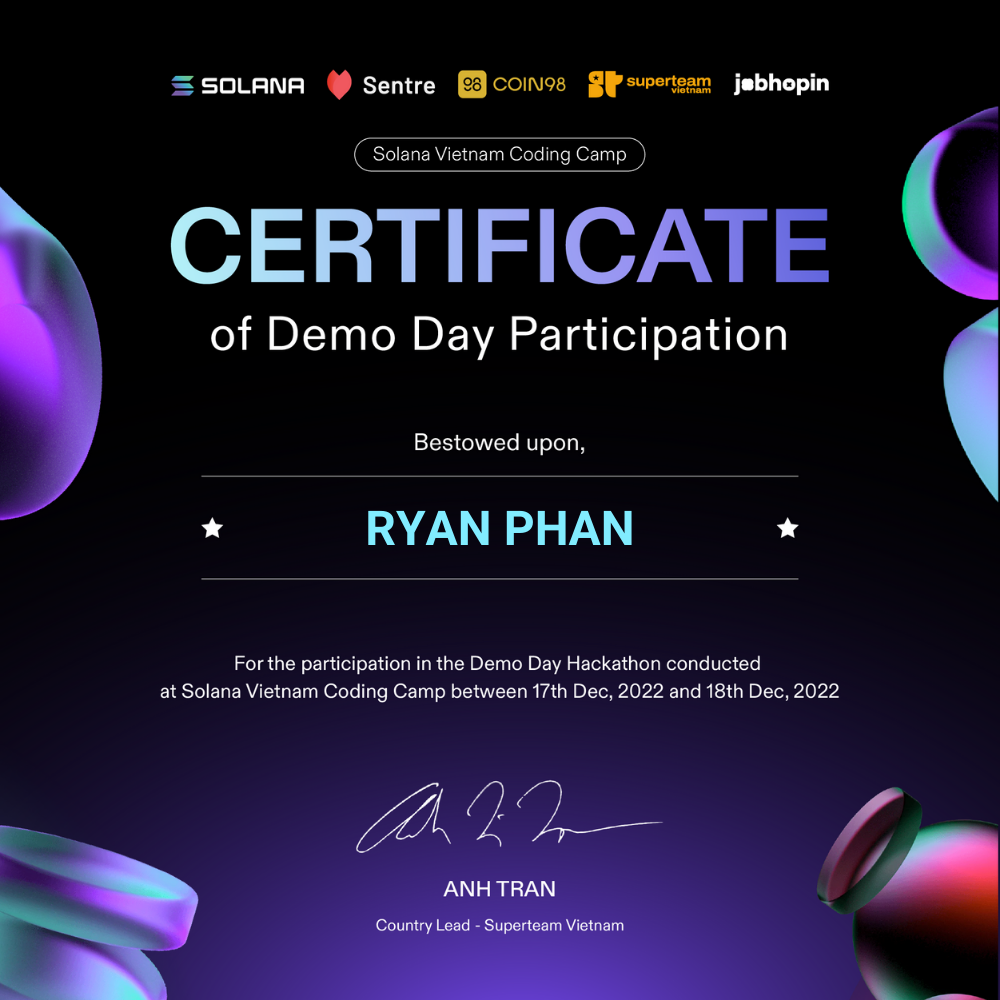 SOLANA Sentre 98 COIN98 superteam vietnam jobhopin
Solana Vietnam Coding Camp
CERTIFICATE
of Demo Day Participation
Bestowed upon,
RYAN PHAN
For the participation in the Demo Day Hackathon conducted
at Solana Vietnam Coding Camp between 17th Dec, 2022 and 18th Dec, 2022
ANH TRAN
Country Lead - Superteam Vietnam